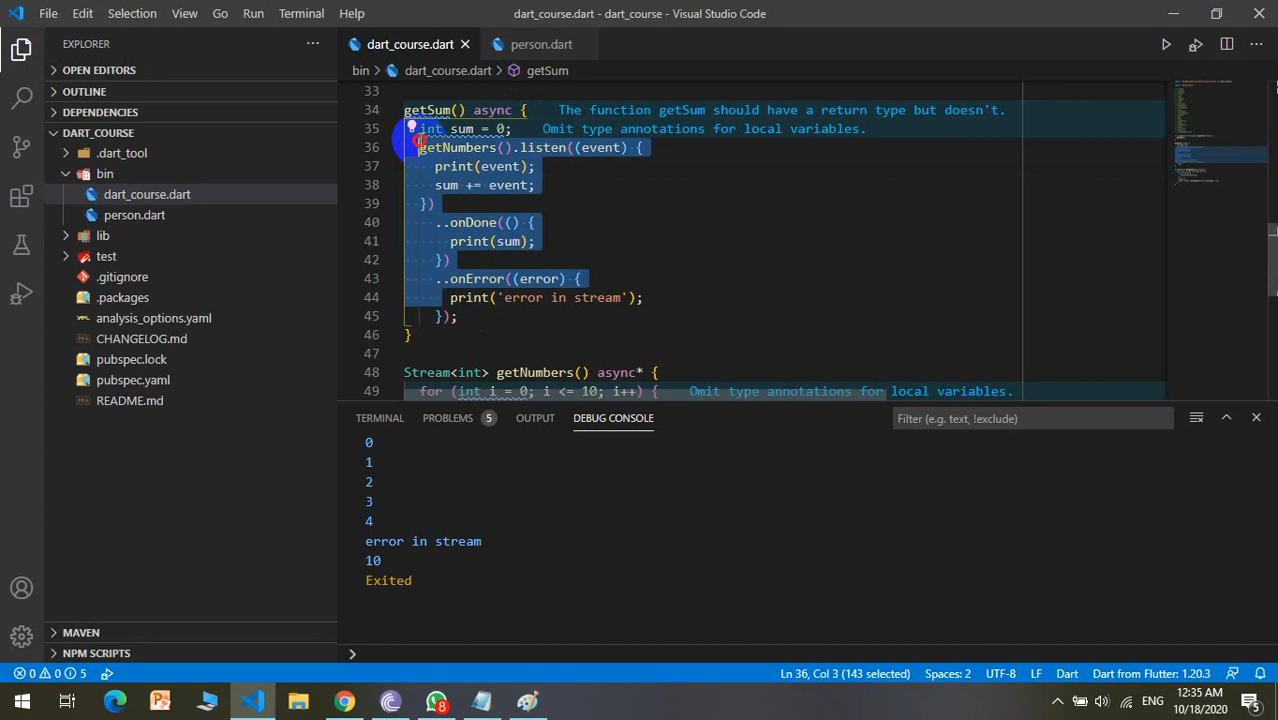 File Edit Selection View Go Run Terminal Help
dart_course.dart - dart_course - Visual Studio Code
EXPLORER
dart_course.dart
person.dart
OPEN EDITORS
OUTLINE
DEPENDENCIES
DART_COURSE
.dart_tool
bin
dart_course.dart
person.dart
lib
test
.gitignore
.packages
analysis_options.yaml
CHANGELOG.md
pubspec.lock
pubspec.yaml
README.md
MAVEN
NPM SCRIPTS
bin > dart_course.dart > getSum
33
34 getSum() async { The function getSum should have a return type but doesn't.
35 int sum = 0; Omit type annotations for local variables.
36 getNumbers().listen((event) {
37 print(event);
38 sum += event;
39 })
40 ..onDone(() {
41 print(sum);
42 })
43 ..onError((error) {
44 print('error in stream');
45 });
46 }
47
48 Stream<int> getNumbers() async* {
49 for (int i = 0; i <= 10; i++) { Omit type annotations for local variables.
TERMINAL PROBLEMS 5 OUTPUT DEBUG CONSOLE
Filter (e.g. text, !exclude)
0
1
2
3
4
error in stream
10
Exited
0 0 5
Ln 36, Col 3 (143 selected) Spaces: 2 UTF-8 LF Dart Dart from Flutter: 1.20.3
8
ENG
12:35 AM
10/18/2020
5